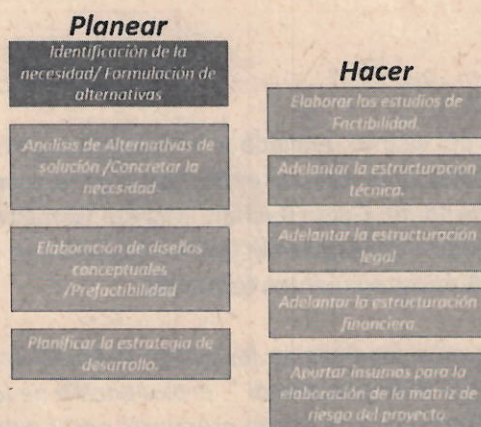 Planear
Identificación de la
necesidad/ Formulación de
alternativas
Analisis de Alternativas de
solución /Concretar la
necesidad.
Elaboración de diseños
conceptuales
/Prefactibilidad
Planificar la estrategia de
desarrollo.
Hacer
Elaborar los estudios de
Factibilidad.
Adelantar la estructuración
técnica.
Adelantar la estructuración
legal
Adelantar la estructuración
financiera.
Aportar insumos para la
elaboración de la matriz de
riesgo del proyecto.